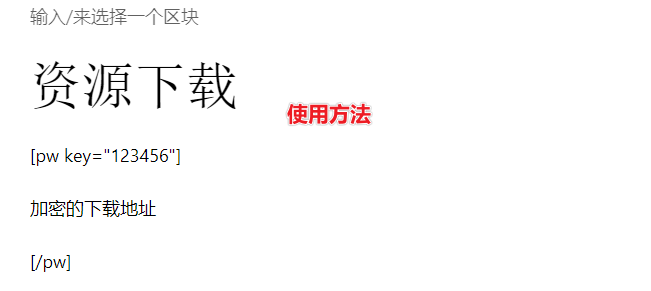 输入/来选择一个区块
资源下载
使用方法
[pw key="123456"]
加密的下载地址
[/pw]